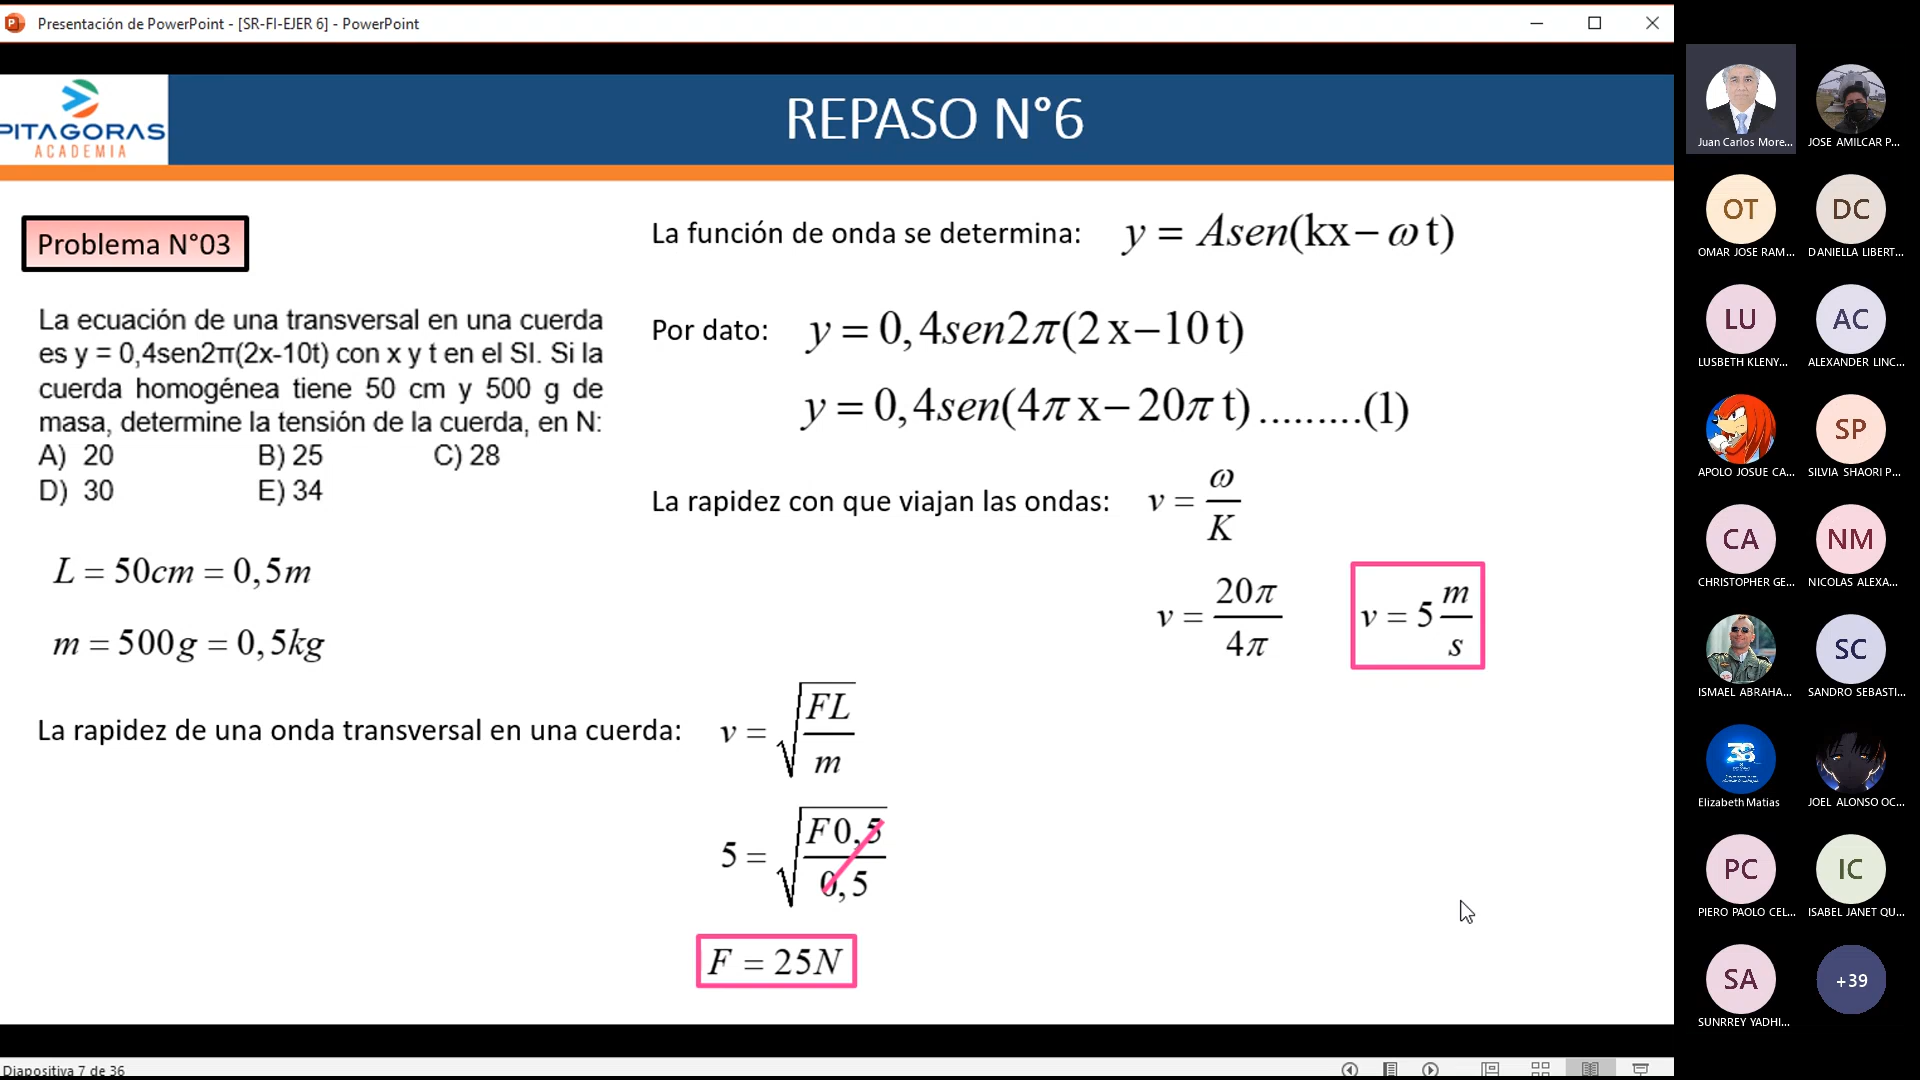 Presentación de PowerPoint - [SR-FI-EJER 6] - PowerPoint
PITAGORAS
ACADEMIA
REPASO N°6
Problema N°03
La ecuación de una transversal en una cuerda
es y = 0,4sen2π(2x-10t) con x y t en el SI. Si la
cuerda homogénea tiene 50 cm y 500 g de
masa, determine la tensión de la cuerda, en N:
A) 20 B) 25 C) 28
D) 30 E) 34
L = 50cm = 0,5m
m = 500g = 0,5kg
La función de onda se determina: y = Asen(kx − ω t)
Por dato: y = 0,4sen2π(2x−10t)
y = 0,4sen(4π x − 20π t).........(1)
La rapidez con que viajan las ondas: v = ω/K
v = 20π/4π v = 5 m/s
La rapidez de una onda transversal en una cuerda: v = √(FL/m)
5 = √(F0,5/0,5)
F = 25N
Diapositiva 7 de 36
Juan Carlos More...
JOSE AMILCAR P...
OT
OMAR JOSE RAM...
DC
DANIELLA LIBERT...
LU
LUSBETH KLENY...
AC
ALEXANDER LINC...
APOLO JOSUE CA...
SP
SILVIA SHAORI P...
CA
CHRISTOPHER GE...
NM
NICOLAS ALEXA...
ISMAEL ABRAHA...
SC
SANDRO SEBASTI...
38
Elizabeth Matias
JOEL ALONSO OC...
PC
PIERO PAOLO CEL...
IC
ISABEL JANET QU...
SA
SUNRREY YADHI...
+39